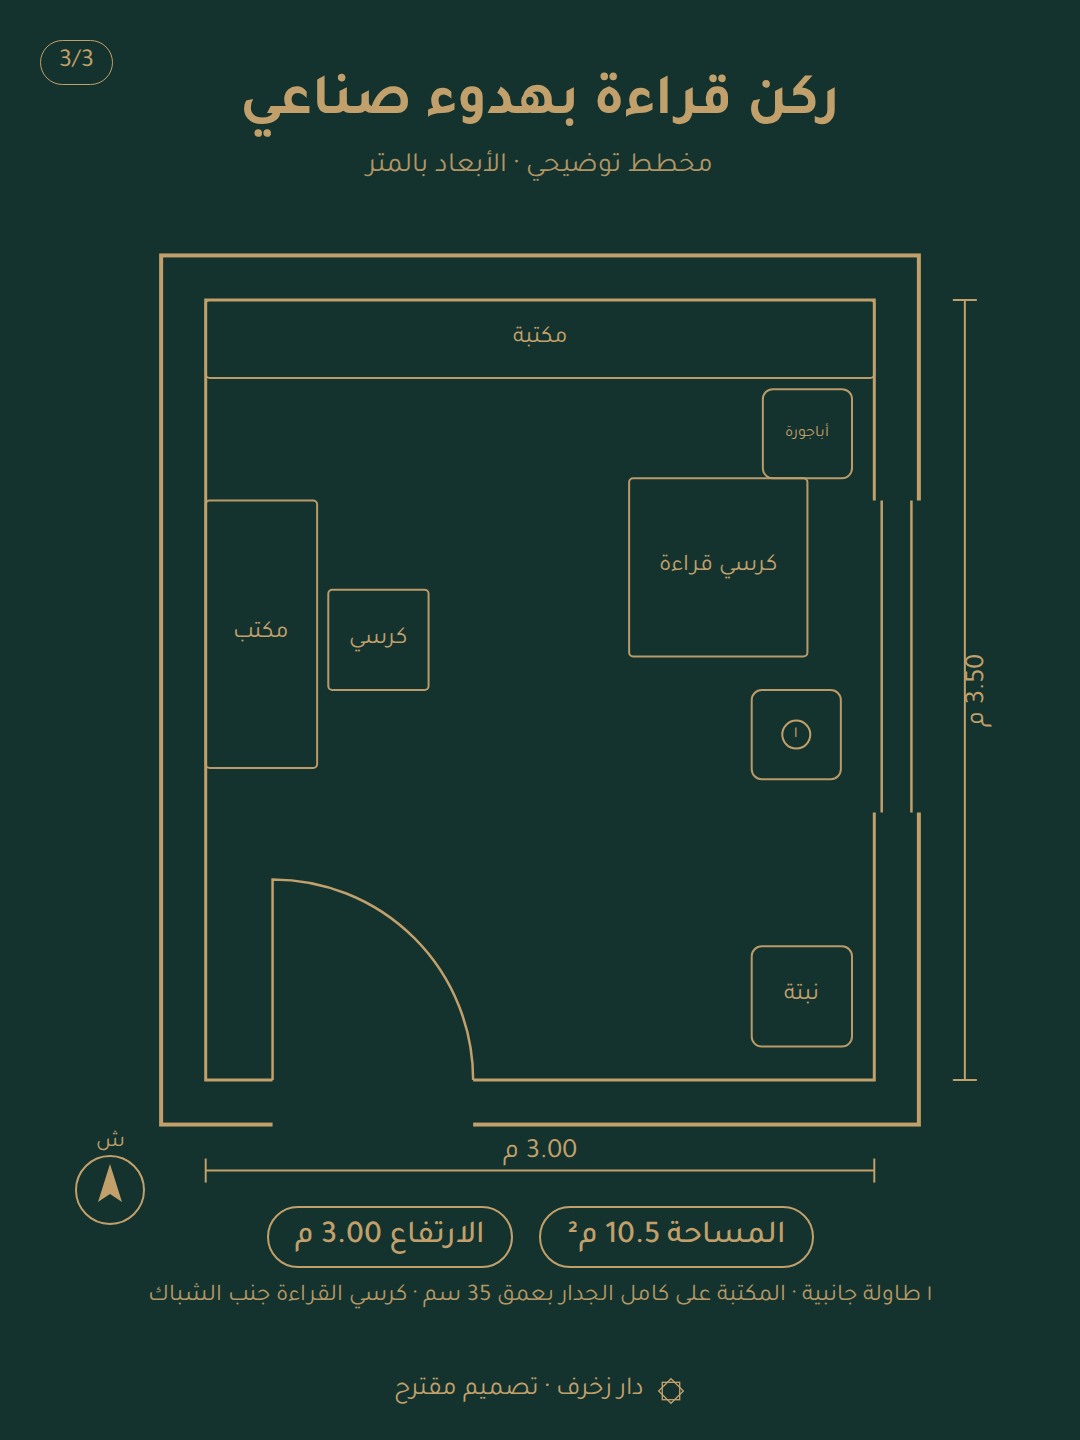 3/3
ركن قراءة بهدوء صناعي
مخطط توضيحي · الأبعاد بالمتر
مكتبة
أباجورة
كرسي قراءة
مكتب
كرسي
3.50 م
١
نبتة
ش
3.00 م
المساحة 10.5 م²
الارتفاع 3.00 م
١ طاولة جانبية · المكتبة على كامل الجدار بعمق 35 سم · كرسي القراءة جنب الشباك
دار زخرف · تصميم مقترح